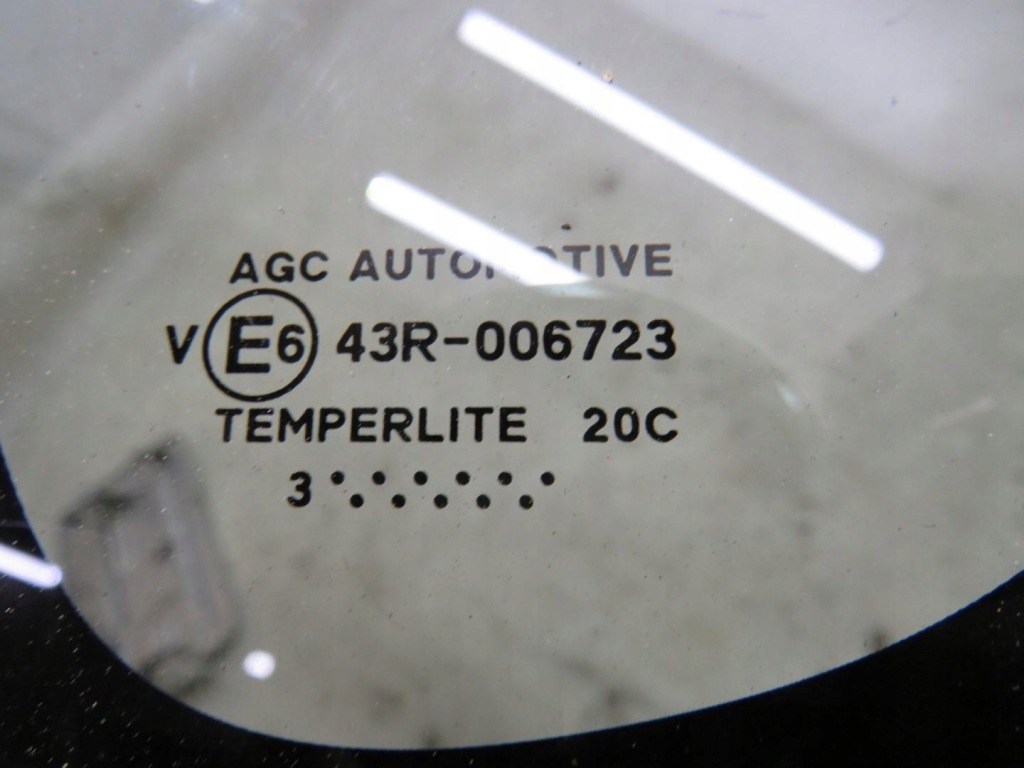 AGC AUTOMOTIVE
V E6 43R-006723
TEMPERLITE 20C
3